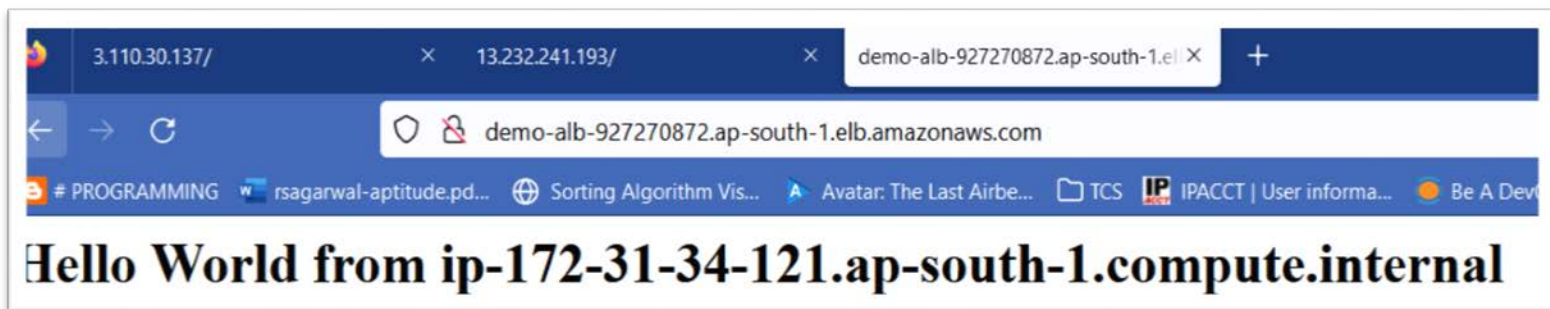 3.110.30.137/ 13.232.241.193/ demo-alb-927270872.ap-south-1.el
demo-alb-927270872.ap-south-1.elb.amazonaws.com
# PROGRAMMING rsagarwal-aptitude.pd... Sorting Algorithm Vis... Avatar: The Last Airbe... TCS IP IPACCT | User informa... Be A Dev
Hello World from ip-172-31-34-121.ap-south-1.compute.internal